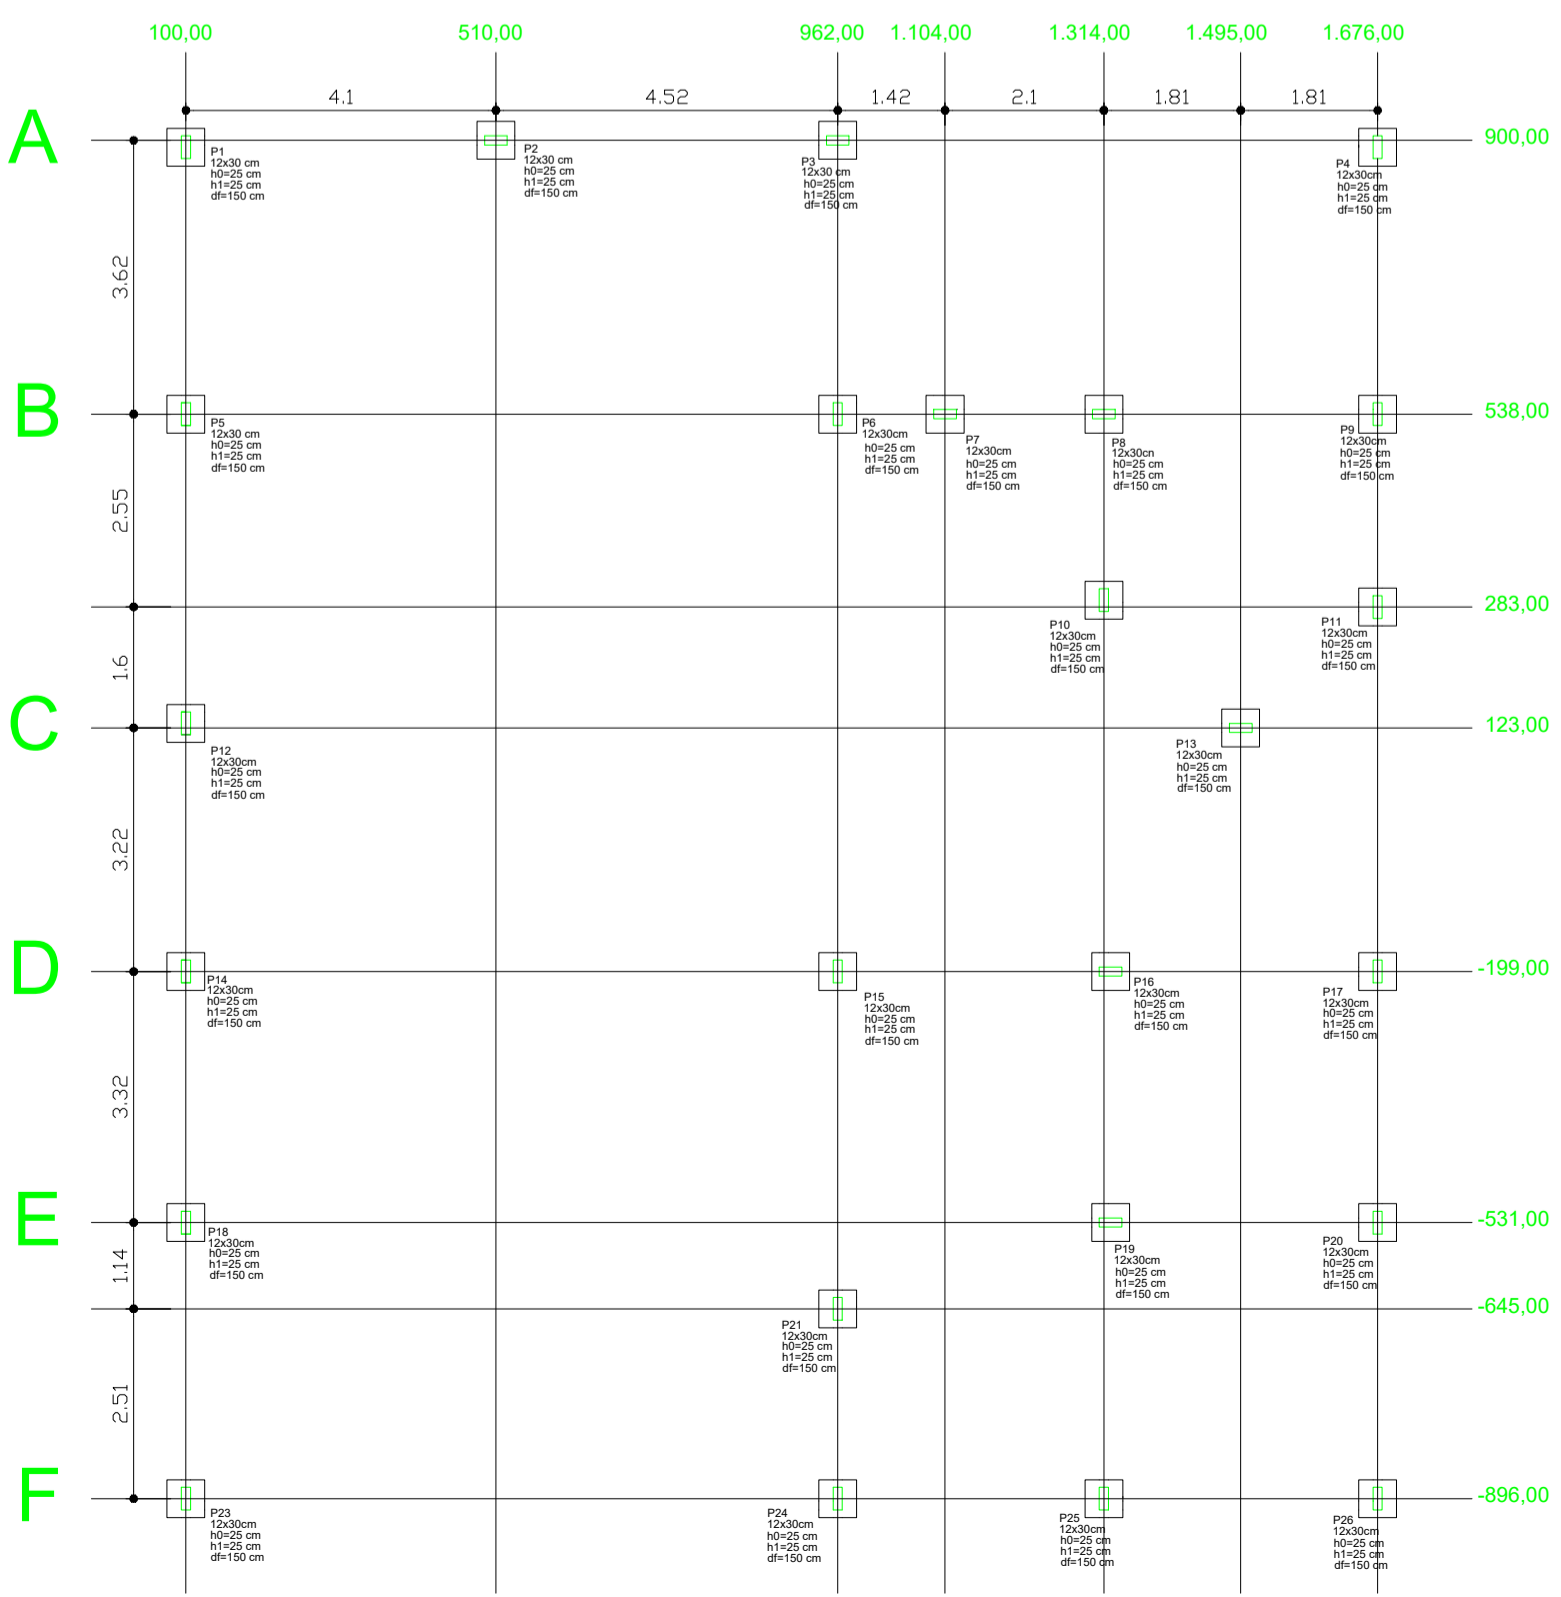 100,00
510,00
962,00
1.104,00
1.314,00
1.495,00
1.676,00
4.1
4.52
1.42
2.1
1.81
1.81
A
900,00
P1
12x30 cm
h0=25 cm
h1=25 cm
df=150 cm
P2
12x30 cm
h0=25 cm
h1=25 cm
df=150 cm
P3
12x30 cm
h0=25 cm
h1=25 cm
df=150 cm
P4
12x30cm
h0=25 cm
h1=25 cm
df=150 cm
3.62
B
538,00
P5
12x30 cm
h0=25 cm
h1=25 cm
df=150 cm
P6
12x30cm
h0=25 cm
h1=25 cm
df=150 cm
P7
12x30cm
h0=25 cm
h1=25 cm
df=150 cm
P8
12x30cn
h0=25 cm
h1=25 cm
df=150 cm
P9
12x30cm
h0=25 cm
h1=25 cm
df=150 cm
2.55
283,00
P10
12x30cm
h0=25 cm
h1=25 cm
df=150 cm
P11
12x30cm
h0=25 cm
h1=25 cm
df=150 cm
1.6
C
123,00
P12
12x30cm
h0=25 cm
h1=25 cm
df=150 cm
P13
12x30cm
h0=25 cm
h1=25 cm
df=150 cm
3.22
D
-199,00
P14
12x30cm
h0=25 cm
h1=25 cm
df=150 cm
P15
12x30cm
h0=25 cm
h1=25 cm
df=150 cm
P16
12x30cm
h0=25 cm
h1=25 cm
df=150 cm
P17
12x30cm
h0=25 cm
h1=25 cm
df=150 cm
3.32
E
-531,00
P18
12x30cm
h0=25 cm
h1=25 cm
df=150 cm
P19
12x30cm
h0=25 cm
h1=25 cm
df=150 cm
P20
12x30cm
h0=25 cm
h1=25 cm
df=150 cm
1.14
-645,00
P21
12x30cm
h0=25 cm
h1=25 cm
df=150 cm
2.51
F
-896,00
P23
12x30cm
h0=25 cm
h1=25 cm
df=150 cm
P24
12x30cm
h0=25 cm
h1=25 cm
df=150 cm
P25
12x30cm
h0=25 cm
h1=25 cm
df=150 cm
P26
12x30cm
h0=25 cm
h1=25 cm
df=150 cm